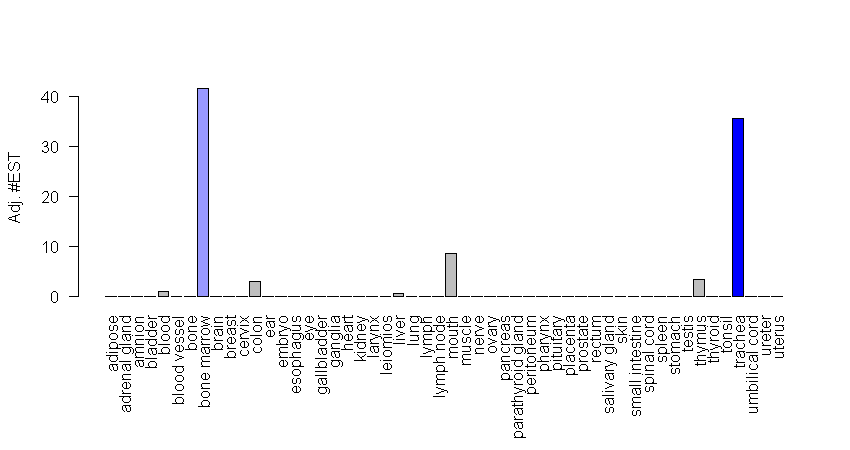 Adj. #EST
40
30
20
10
0
adipose
adrenal gland
amnion
bladder
blood
blood vessel
bone
bone marrow
brain
breast
cervix
colon
ear
embryo
esophagus
eye
gallbladder
ganglia
heart
kidney
larynx
leiomios
liver
lung
lymph
lymph node
mouth
muscle
nerve
ovary
pancreas
parathyroid gland
peritoneum
pharynx
pituitary
placenta
prostate
rectum
salivary gland
skin
small intestine
spinal cord
spleen
stomach
testis
thymus
thyroid
tonsil
trachea
umbilical cord
ureter
uterus